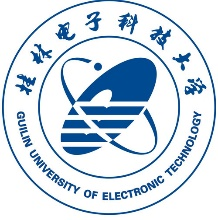 桂林电子科技大学
GUILIN UNIVERSITY OF ELECTRONIC TECHNOLOGY